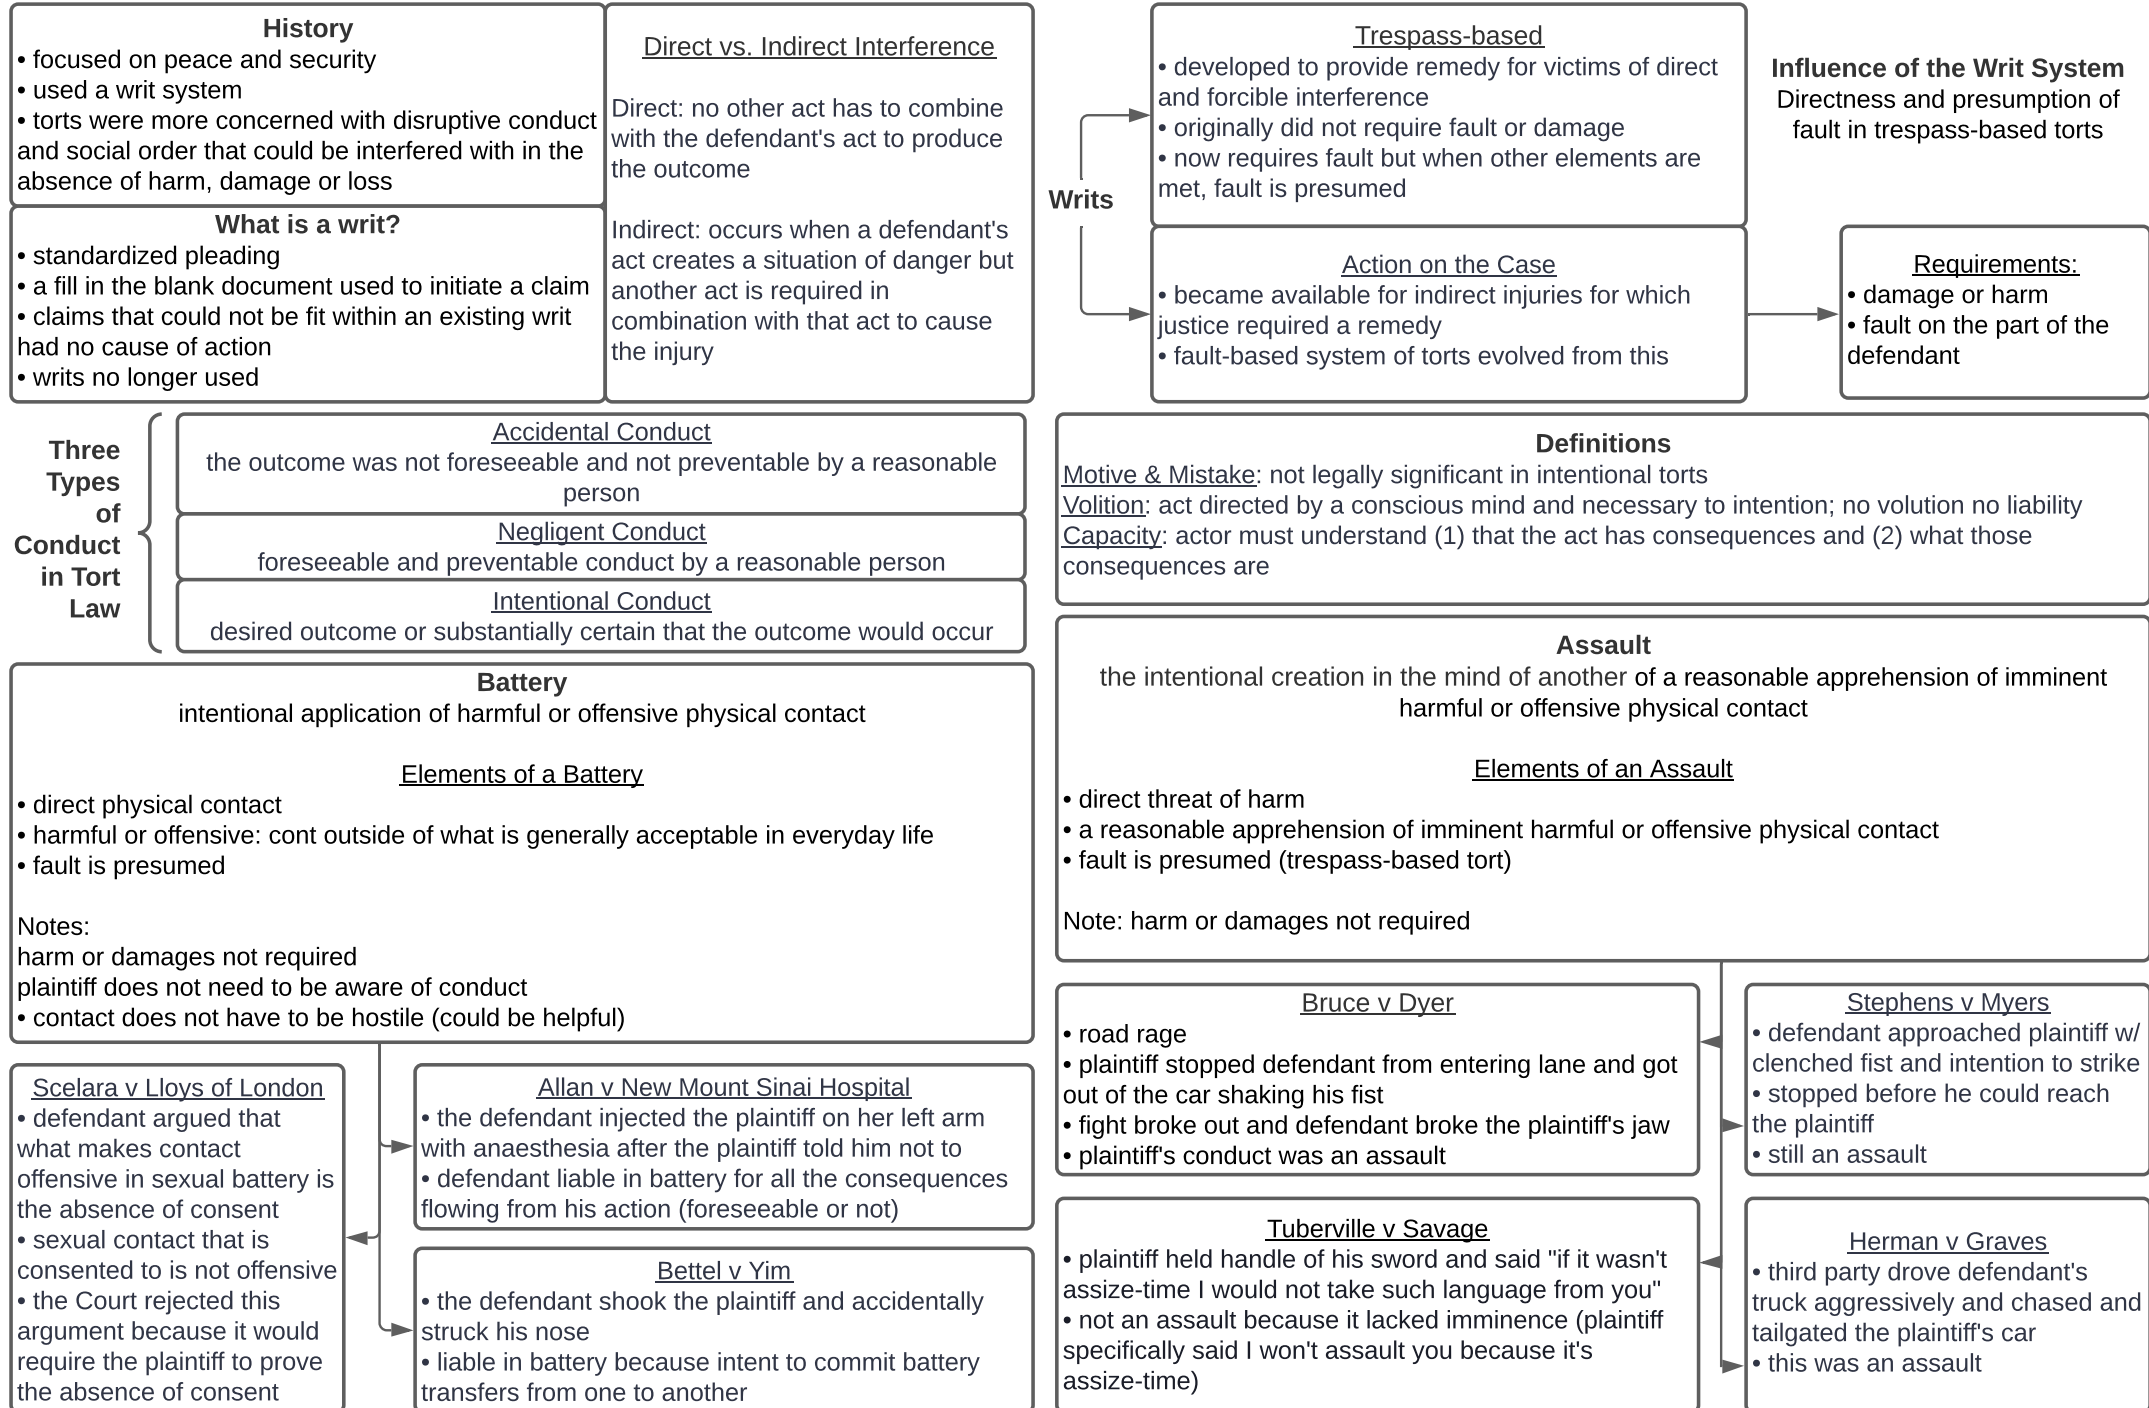 History
• focused on peace and security
• used a writ system
• torts were more concerned with disruptive conduct
and social order that could be interfered with in the
absence of harm, damage or loss
What is a writ?
• standardized pleading
• a fill in the blank document used to initiate a claim
• claims that could not be fit within an existing writ
had no cause of action
• writs no longer used
Direct vs. Indirect Interference
Direct: no other act has to combine
with the defendant's act to produce
the outcome
Indirect: occurs when a defendant's
act creates a situation of danger but
another act is required in
combination with that act to cause
the injury
Writs
Trespass-based
• developed to provide remedy for victims of direct
and forcible interference
• originally did not require fault or damage
• now requires fault but when other elements are
met, fault is presumed
Action on the Case
• became available for indirect injuries for which
justice required a remedy
• fault-based system of torts evolved from this
Influence of the Writ System
Directness and presumption of
fault in trespass-based torts
Requirements:
• damage or harm
• fault on the part of the
defendant
Three
Types
of
Conduct
in Tort
Law
Accidental Conduct
the outcome was not foreseeable and not preventable by a reasonable
person
Negligent Conduct
foreseeable and preventable conduct by a reasonable person
Intentional Conduct
desired outcome or substantially certain that the outcome would occur
Definitions
Motive & Mistake: not legally significant in intentional torts
Volition: act directed by a conscious mind and necessary to intention; no volution no liability
Capacity: actor must understand (1) that the act has consequences and (2) what those
consequences are
Battery
intentional application of harmful or offensive physical contact
Elements of a Battery
• direct physical contact
• harmful or offensive: cont outside of what is generally acceptable in everyday life
• fault is presumed
Notes:
harm or damages not required
plaintiff does not need to be aware of conduct
• contact does not have to be hostile (could be helpful)
Scelara v Lloys of London
• defendant argued that
what makes contact
offensive in sexual battery is
the absence of consent
• sexual contact that is
consented to is not offensive
• the Court rejected this
argument because it would
require the plaintiff to prove
the absence of consent
Allan v New Mount Sinai Hospital
• the defendant injected the plaintiff on her left arm
with anaesthesia after the plaintiff told him not to
• defendant liable in battery for all the consequences
flowing from his action (foreseeable or not)
Bettel v Yim
• the defendant shook the plaintiff and accidentally
struck his nose
• liable in battery because intent to commit battery
transfers from one to another
Assault
the intentional creation in the mind of another of a reasonable apprehension of imminent
harmful or offensive physical contact
Elements of an Assault
• direct threat of harm
• a reasonable apprehension of imminent harmful or offensive physical contact
• fault is presumed (trespass-based tort)
Note: harm or damages not required
Bruce v Dyer
• road rage
• plaintiff stopped defendant from entering lane and got
out of the car shaking his fist
• fight broke out and defendant broke the plaintiff's jaw
• plaintiff's conduct was an assault
Stephens v Myers
• defendant approached plaintiff w/
clenched fist and intention to strike
• stopped before he could reach
the plaintiff
• still an assault
Tuberville v Savage
• plaintiff held handle of his sword and said "if it wasn't
assize-time I would not take such language from you"
• not an assault because it lacked imminence (plaintiff
specifically said I won't assault you because it's
assize-time)
Herman v Graves
• third party drove defendant's
truck aggressively and chased and
tailgated the plaintiff's car
• this was an assault